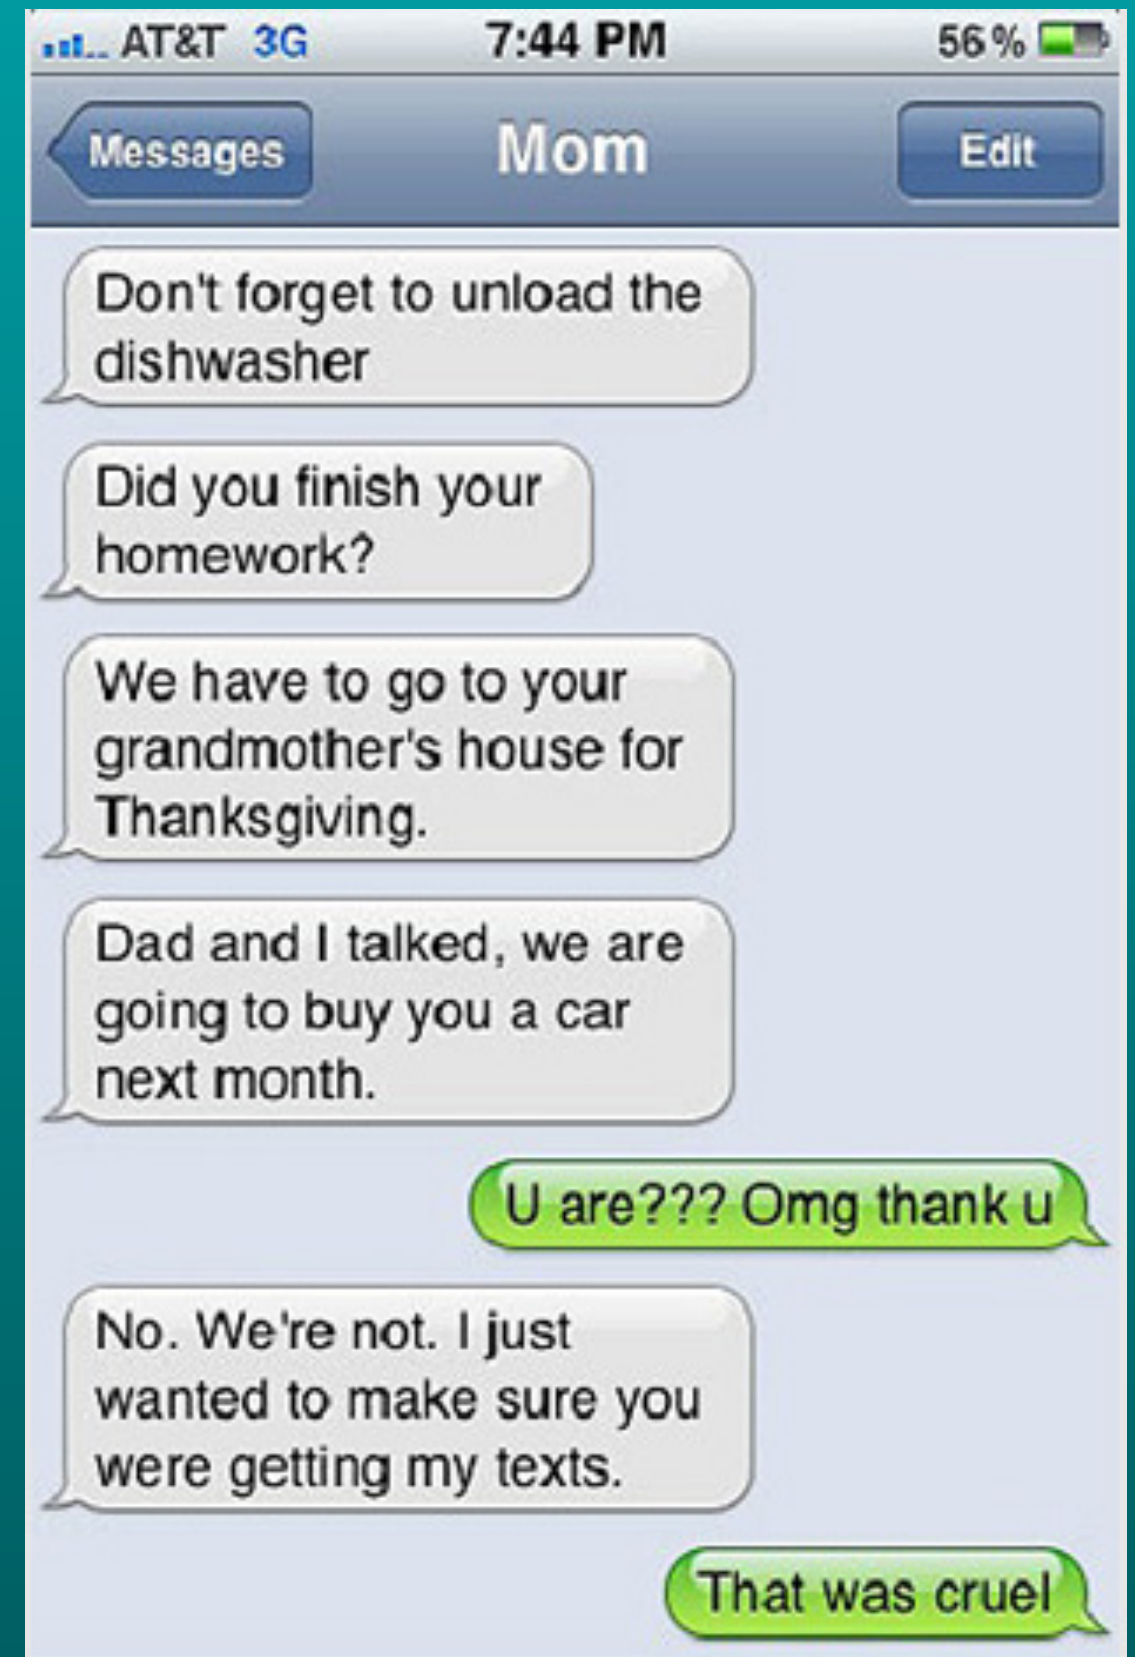 AT&T 3G 7:44 PM 56%
Messages Mom Edit
Don't forget to unload the
dishwasher
Did you finish your
homework?
We have to go to your
grandmother's house for
Thanksgiving.
Dad and I talked, we are
going to buy you a car
next month.
U are??? Omg thank u
No. We're not. I just
wanted to make sure you
were getting my texts.
That was cruel